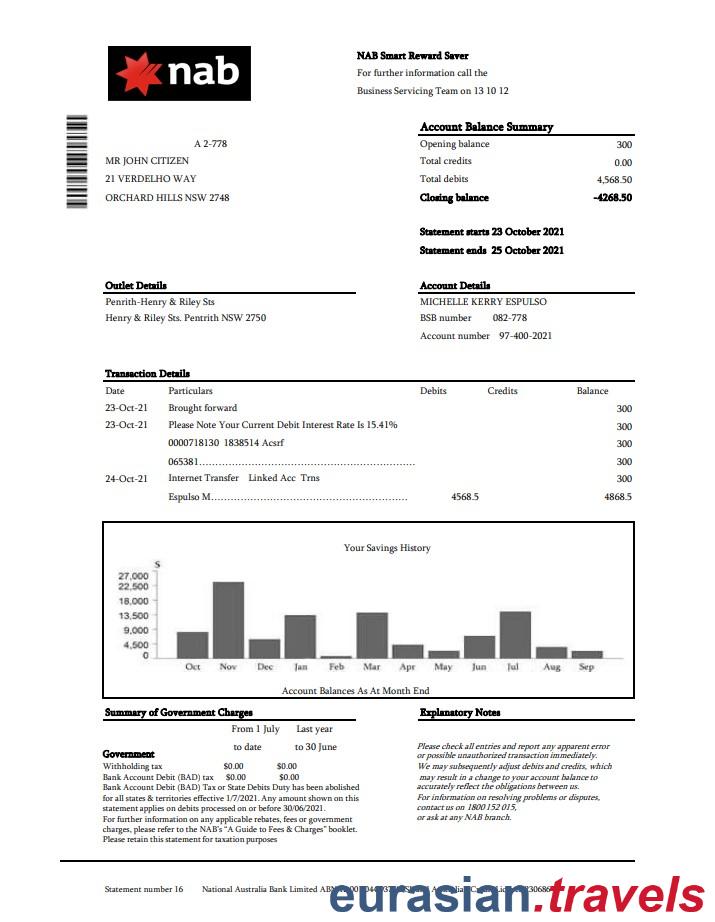 nab
NAB Smart Reward Saver
For further information call the
Business Servicing Team on 13 10 12
A 2-778
MR JOHN CITIZEN
21 VERDELHO WAY
ORCHARD HILLS NSW 2748
Account Balance Summary
Opening balance 300
Total credits 0.00
Total debits 4,568.50
Closing balance -4268.50
Statement starts 23 October 2021
Statement ends 25 October 2021
Outlet Details
Penrith-Henry & Riley Sts
Henry & Riley Sts. Pentrith NSW 2750
Account Details
MICHELLE KERRY ESPULSO
BSB number 082-778
Account number 97-400-2021
Transaction Details
Date Particulars Debits Credits Balance
23-Oct-21 Brought forward 300
23-Oct-21 Please Note Your Current Debit Interest Rate Is 15.41% 300
0000718130 1838514 Acsrf 300
065381................................................................ 300
24-Oct-21 Internet Transfer Linked Acc Trns 300
Espulso M.......................................................... 4568.5 4868.5
Your Savings History
$
27,000
22,500
18,000
13,500
9,000
4,500
0
Oct Nov Dec Jan Feb Mar Apr May Jun Jul Aug Sep
Account Balances As At Month End
Summary of Government Charges
From 1 July Last year
to date to 30 June
Government
Withholding tax $0.00 $0.00
Bank Account Debit (BAD) tax $0.00 $0.00
Bank Account Debit (BAD) Tax or State Debits Duty has been abolished
for all states & territories effective 1/7/2021. Any amount shown on this
statement applies on debits processed on or before 30/06/2021.
For further information on any applicable rebates, fees or government
charges, please refer to the NAB's "A Guide to Fees & Charges" booklet.
Please retain this statement for taxation purposes
Explanatory Notes
Please check all entries and report any apparent error
or possible unauthorized transaction immediately.
We may subsequently adjust debits and credits, which
may result in a change to your account balance to
accurately reflect the obligations between us.
For information on resolving problems or disputes,
contact us on 1800 152 015,
or ask at any NAB branch.
Statement number 16 National Australia Bank Limited
eurasian.travels